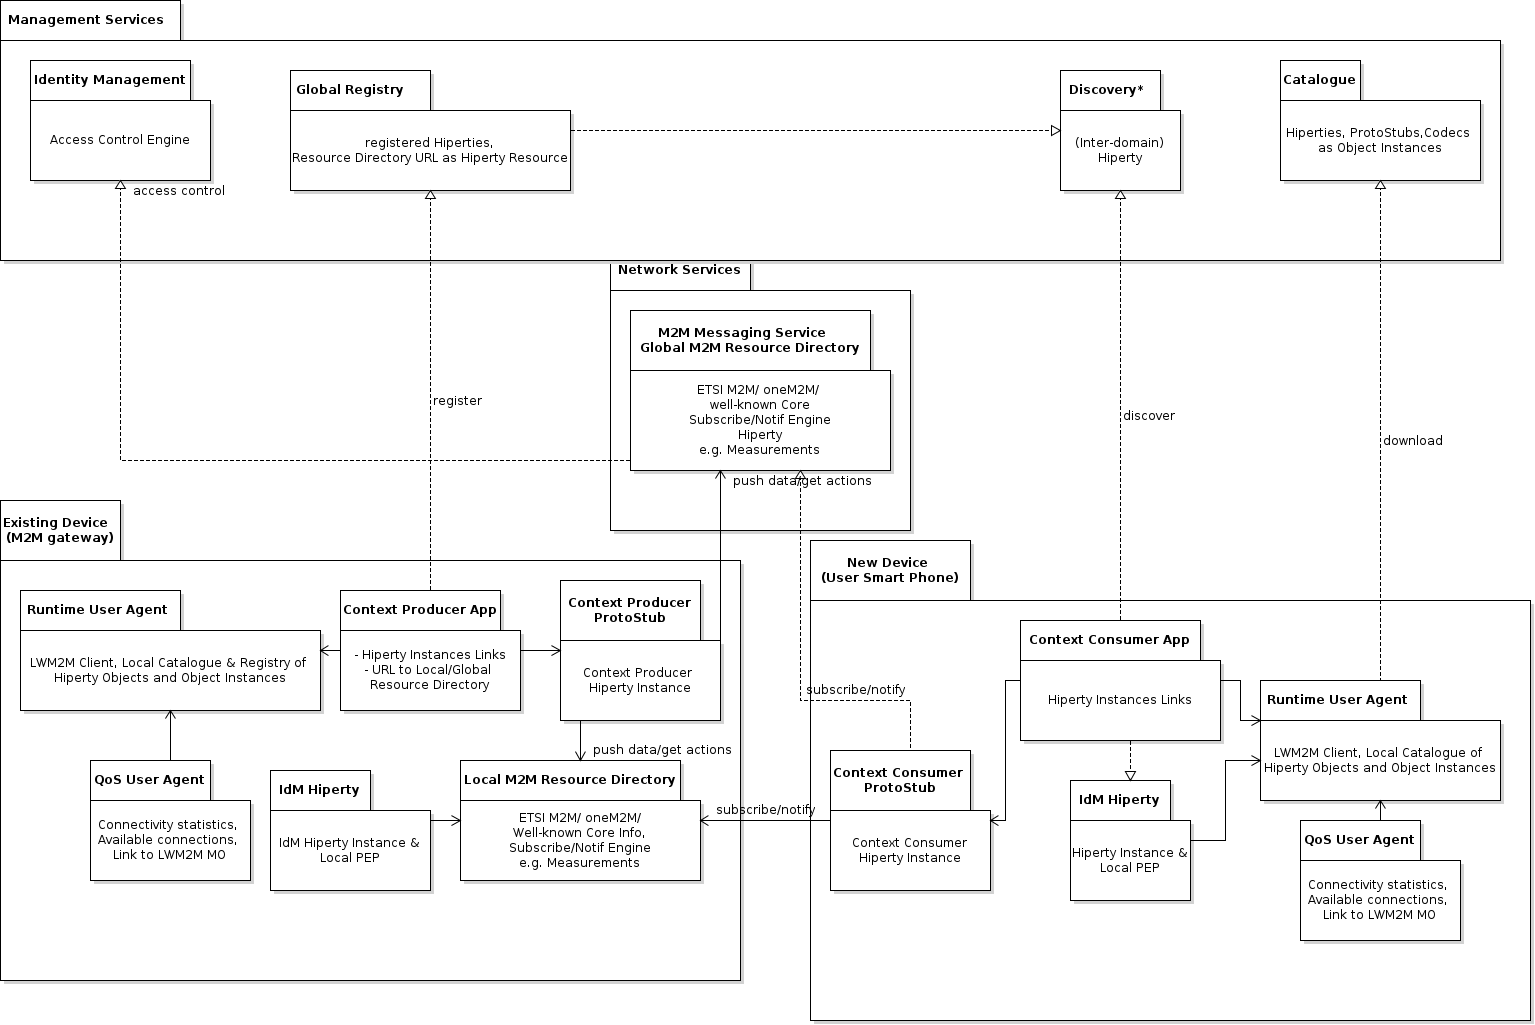 Management Services
Identity Management
Access Control Engine
access control
Global Registry
registered Hiperties,
Resource Directory URL as Hiperty Resource
Discovery*
(Inter-domain)
Hiperty
Catalogue
Hiperties, ProtoStubs,Codecs
as Object Instances
Network Services
M2M Messaging Service
Global M2M Resource Directory
ETSI M2M/ oneM2M/
well-known Core
Subscribe/Notif Engine
Hiperty
e.g. Measurements
register
discover
download
push data/get actions
Existing Device
(M2M gateway)
Runtime User Agent
LWM2M Client, Local Catalogue & Registry of
Hiperty Objects and Object Instances
Context Producer App
- Hiperty Instances Links
- URL to Local/Global
Resource Directory
Context Producer
ProtoStub
Context Producer
Hiperty Instance
push data/get actions
QoS User Agent
Connectivity statistics,
Available connections,
Link to LWM2M MO
IdM Hiperty
IdM Hiperty Instance &
Local PEP
Local M2M Resource Directory
ETSI M2M/ oneM2M/
Well-known Core Info,
Subscribe/Notif Engine
e.g. Measurements
subscribe/notify
subscribe/notify
New Device
(User Smart Phone)
Context Consumer App
Hiperty Instances Links
Context Consumer
ProtoStub
Context Consumer
Hiperty Instance
IdM Hiperty
Hiperty Instance &
Local PEP
Runtime User Agent
LWM2M Client, Local Catalogue of
Hiperty Objects and Object Instances
QoS User Agent
Connectivity statistics,
Available connections,
Link to LWM2M MO